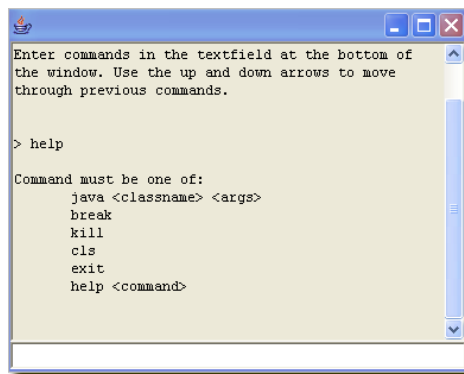 Enter commands in the textfield at the bottom of
the window. Use the up and down arrows to move
through previous commands.
> help
Command must be one of:
java <classname> <args>
break
kill
cls
exit
help <command>